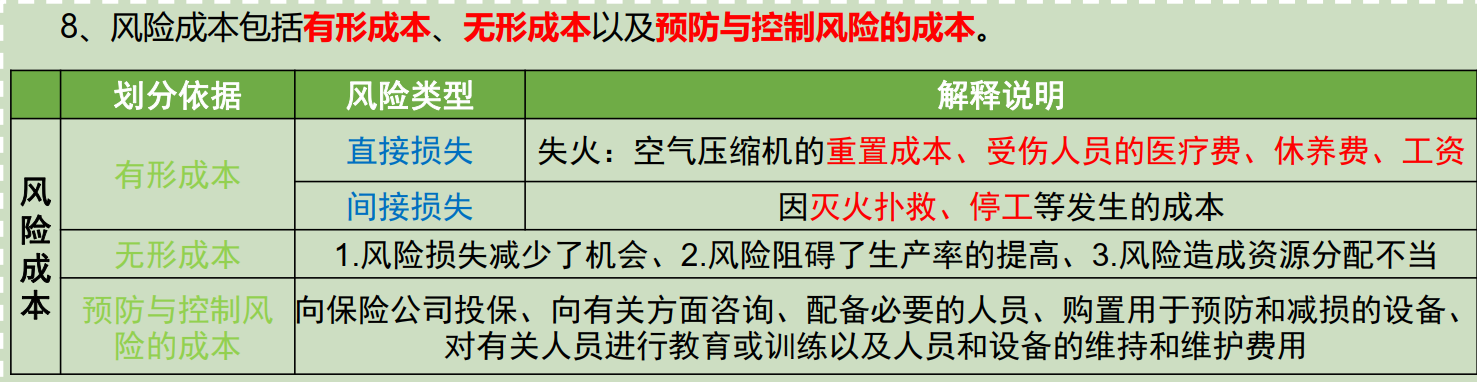 8、风险成本包括有形成本、无形成本以及预防与控制风险的成本。
划分依据 风险类型 解释说明
风险成本
有形成本
直接损失 失火：空气压缩机的重置成本、受伤人员的医疗费、休养费、工资
间接损失 因灭火扑救、停工等发生的成本
无形成本 1.风险损失减少了机会、2.风险阻碍了生产率的提高、3.风险造成资源分配不当
预防与控制风
险的成本
向保险公司投保、向有关方面咨询、配备必要的人员、购置用于预防和减损的设备、
对有关人员进行教育或训练以及人员和设备的维持和维护费用